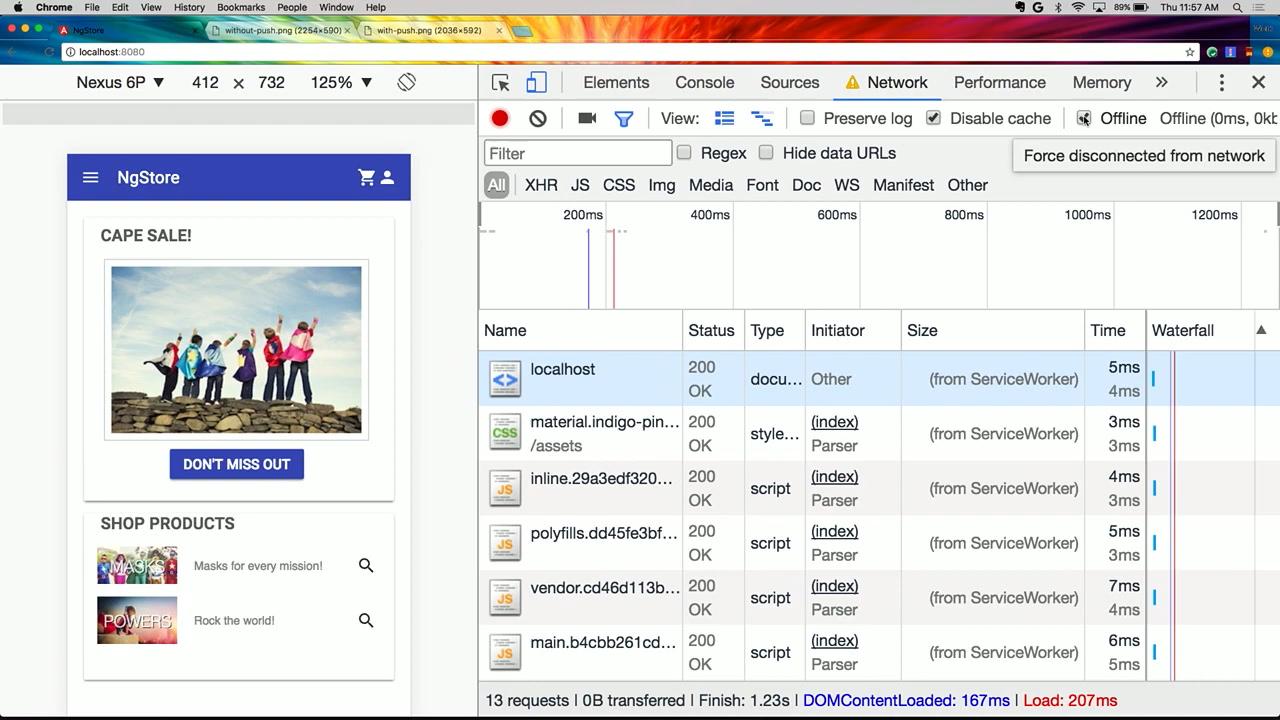 Chrome File Edit View History Bookmarks People Window Help 89% Thu 11:57 AM
NgStore without-push.png (2254×590) with-push.png (2036×592)
localhost:8080
Nexus 6P ▼ 412 × 732 125% ▼
Elements Console Sources Network Performance Memory »
View: Preserve log Disable cache Offline Offline (0ms, 0kb
Filter Regex Hide data URLs
Force disconnected from network
All XHR JS CSS Img Media Font Doc WS Manifest Other
200ms 400ms 600ms 800ms 1000ms 1200ms
Name Status Type Initiator Size Time Waterfall ▲
localhost 200 OK docu... Other (from ServiceWorker) 5ms 4ms
material.indigo-pin... /assets 200 OK style... (index) Parser (from ServiceWorker) 3ms 3ms
inline.29a3edf320... 200 OK script (index) Parser (from ServiceWorker) 4ms 3ms
polyfills.dd45fe3bf... 200 OK script (index) Parser (from ServiceWorker) 5ms 3ms
vendor.cd46d113b... 200 OK script (index) Parser (from ServiceWorker) 7ms 4ms
main.b4cbb261cd... 200 OK script (index) Parser (from ServiceWorker) 6ms 5ms
13 requests | 0B transferred | Finish: 1.23s | DOMContentLoaded: 167ms | Load: 207ms
NgStore
CAPE SALE!
DON'T MISS OUT
SHOP PRODUCTS
MASKS Masks for every mission!
POWERS Rock the world!